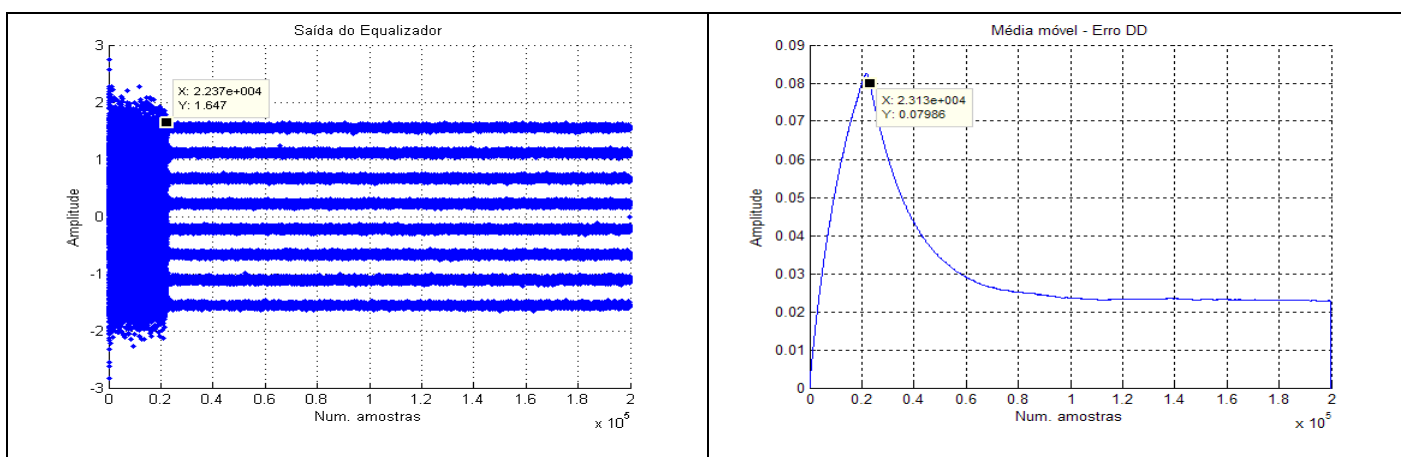 Saída do Equalizador
3
2
1
0
-1
-2
-3
Amplitude
X: 2.237e+004
Y: 1.647
0 0.2 0.4 0.6 0.8 1 1.2 1.4 1.6 1.8 2
Num. amostras
x 10^5
Média móvel - Erro DD
0.09
0.08
0.07
0.06
0.05
0.04
0.03
0.02
0.01
0
Amplitude
X: 2.313e+004
Y: 0.07986
0 0.2 0.4 0.6 0.8 1 1.2 1.4 1.6 1.8 2
Num. amostras
x 10^5